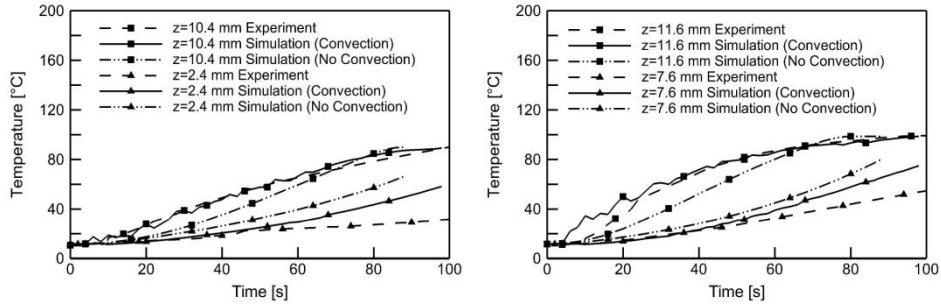 200
160
120
80
40
0
Temperature [°C]
z=10.4 mm Experiment
z=10.4 mm Simulation (Convection)
z=10.4 mm Simulation (No Convection)
z=2.4 mm Experiment
z=2.4 mm Simulation (Convection)
z=2.4 mm Simulation (No Convection)
0 20 40 60 80 100
Time [s]
200
160
120
80
40
0
Temperature [°C]
z=11.6 mm Experiment
z=11.6 mm Simulation (Convection)
z=11.6 mm Simulation (No Convection)
z=7.6 mm Experiment
z=7.6 mm Simulation (Convection)
z=7.6 mm Simulation (No Convection)
0 20 40 60 80 100
Time [s]